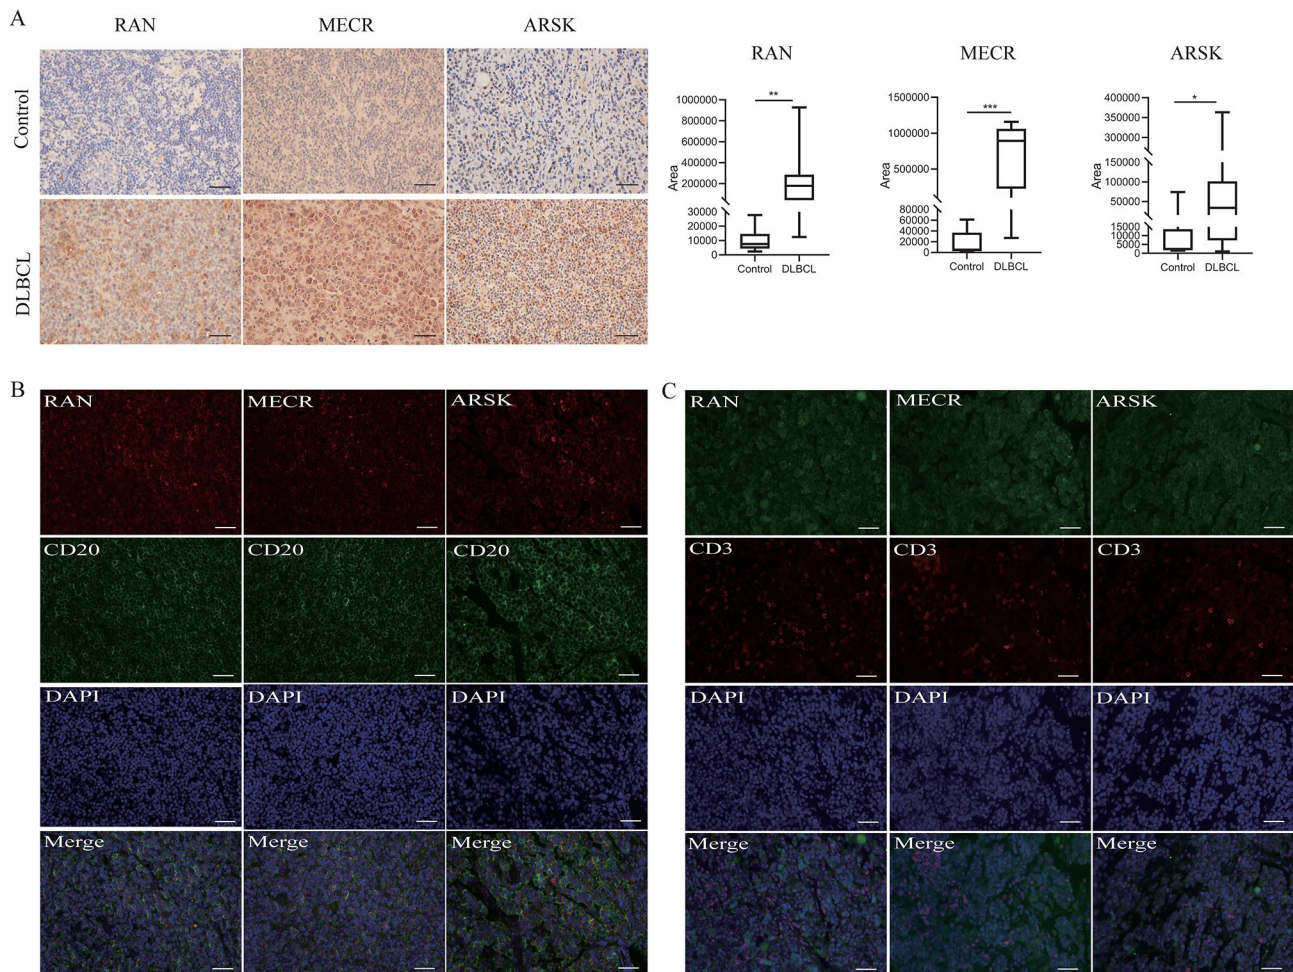 A
RAN MECR ARSK
Control
DLBCL
RAN
Area
1000000
800000
600000
400000
200000
30000
20000
10000
0
**
Control DLBCL
MECR
Area
1500000
1000000
500000
80000
60000
40000
20000
0
***
Control DLBCL
ARSK
Area
400000
350000
300000
250000
200000
150000
100000
50000
15000
10000
5000
0
*
Control DLBCL
B
RAN MECR ARSK
CD20 CD20 CD20
DAPI DAPI DAPI
Merge Merge Merge
C
RAN MECR ARSK
CD3 CD3 CD3
DAPI DAPI DAPI
Merge Merge Merge